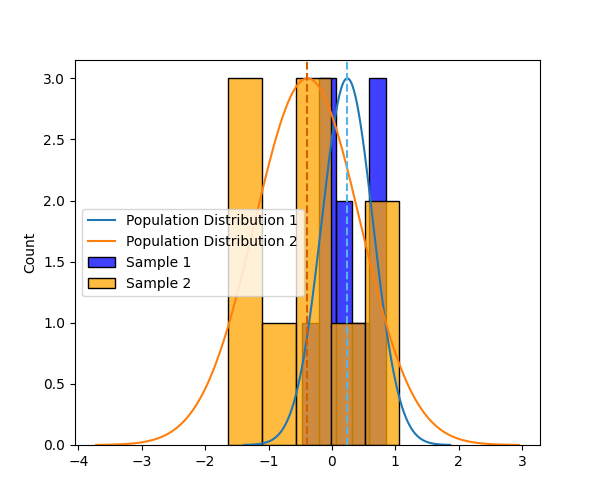 3.0
2.5
2.0
1.5
1.0
0.5
0.0
Count
Population Distribution 1
Population Distribution 2
Sample 1
Sample 2
−4 −3 −2 −1 0 1 2 3